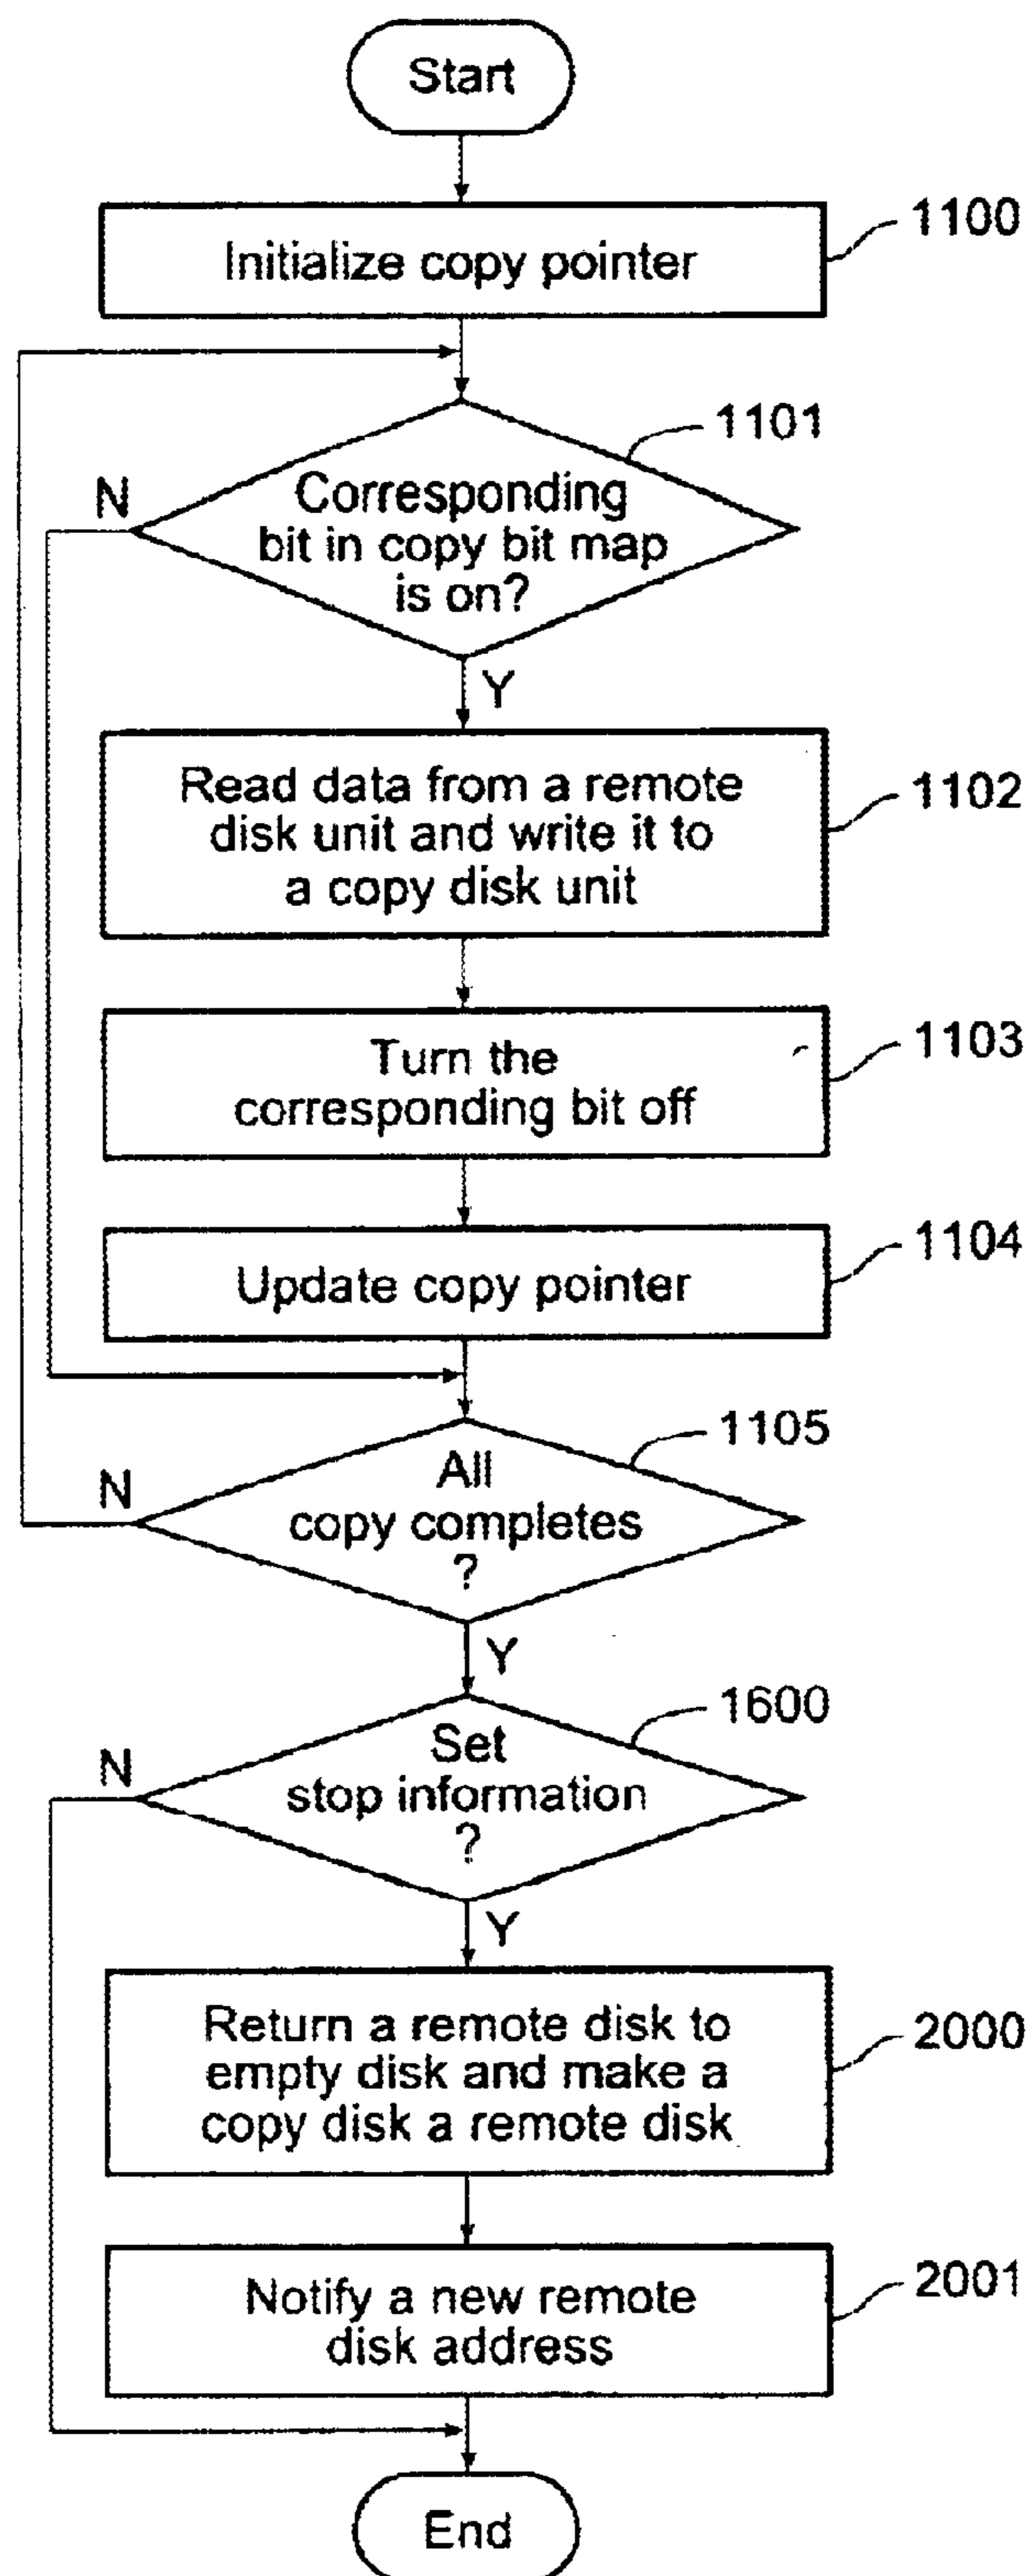 Start
Initialize copy pointer
1100
1101
N
Corresponding
bit in copy bit map
is on?
Y
Read data from a remote
disk unit and write it to
a copy disk unit
1102
Turn the
corresponding bit off
1103
Update copy pointer
1104
1105
N
All
copy completes
?
Y
1600
N
Set
stop information
?
Y
Return a remote disk to
empty disk and make a
copy disk a remote disk
2000
Notify a new remote
disk address
2001
End